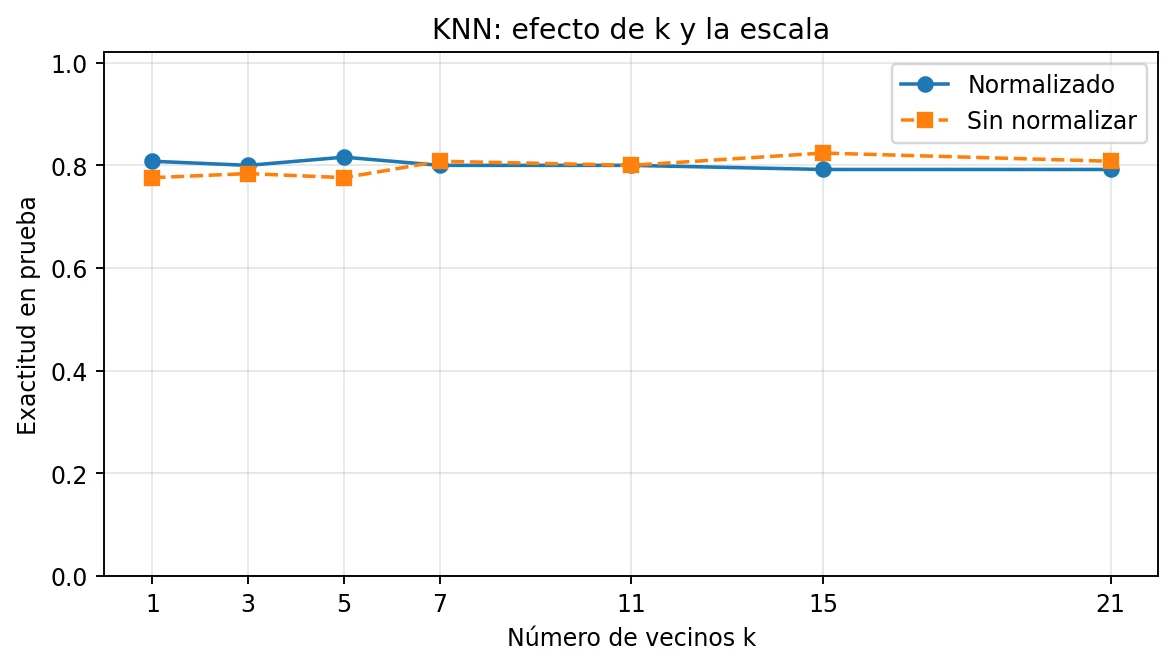 KNN: efecto de k y la escala
Normalizado
Sin normalizar
Exactitud en prueba
1.0
0.8
0.6
0.4
0.2
0.0
1 3 5 7 11 15 21
Número de vecinos k